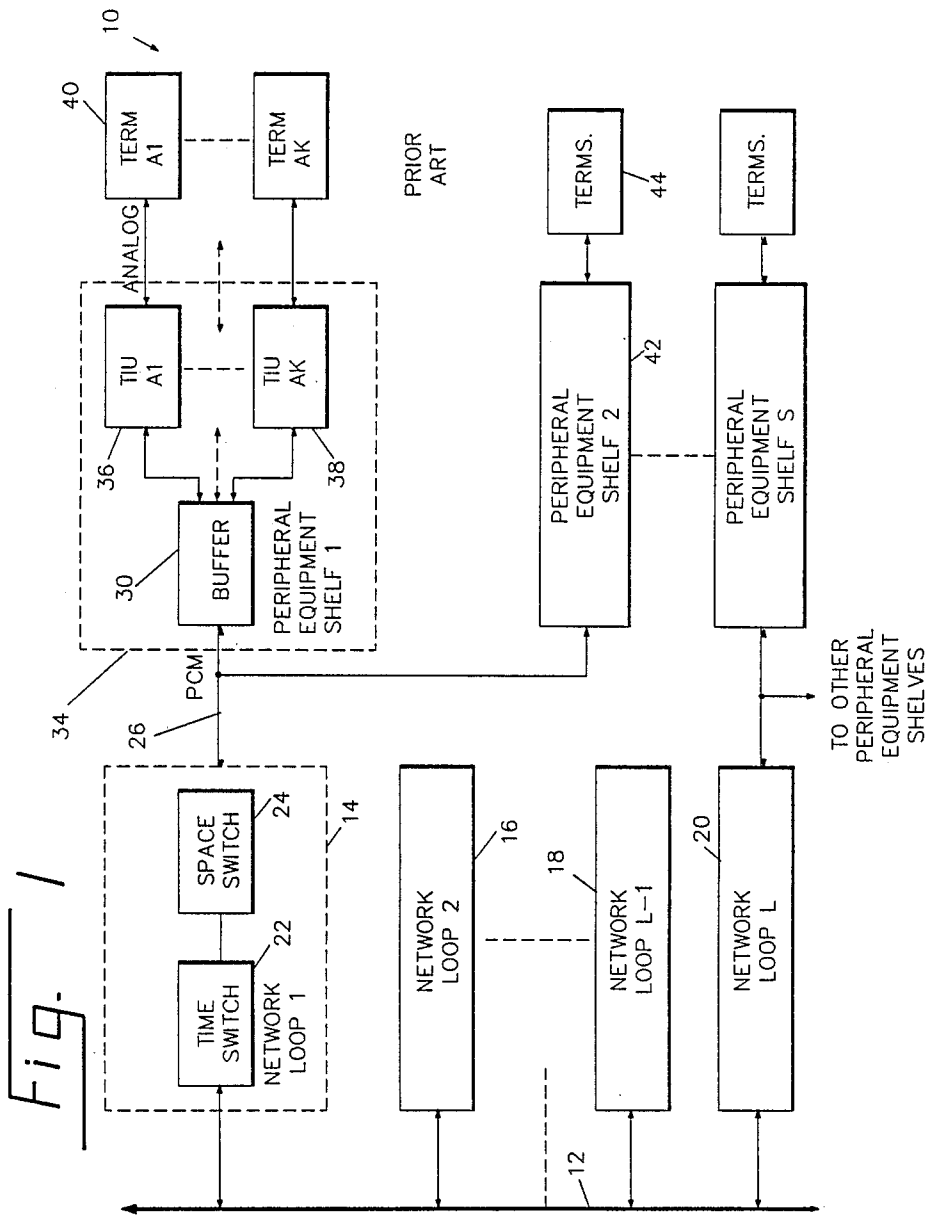 Fig. 1
10
12
TIME
SWITCH
22
SPACE
SWITCH
24
NETWORK
LOOP 1
14
26
PCM
34
BUFFER
30
PERIPHERAL
EQUIPMENT
SHELF 1
TIU
A1
36
TIU
AK
38
ANALOG
TERM
A1
40
TERM
AK
PRIOR
ART
NETWORK
LOOP 2
16
NETWORK
LOOP L-1
18
NETWORK
LOOP L
20
PERIPHERAL
EQUIPMENT
SHELF 2
42
TERMS.
44
PERIPHERAL
EQUIPMENT
SHELF S
TERMS.
TO OTHER
PERIPHERAL
EQUIPMENT
SHELVES